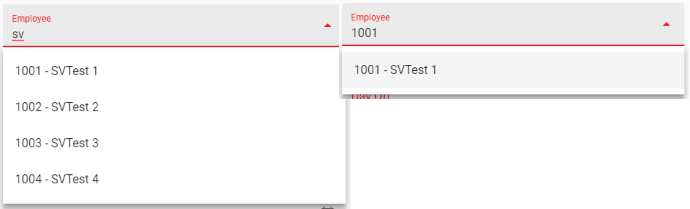 Employee
sv
1001 - SVTest 1
1002 - SVTest 2
1003 - SVTest 3
1004 - SVTest 4
Employee
1001
1001 - SVTest 1